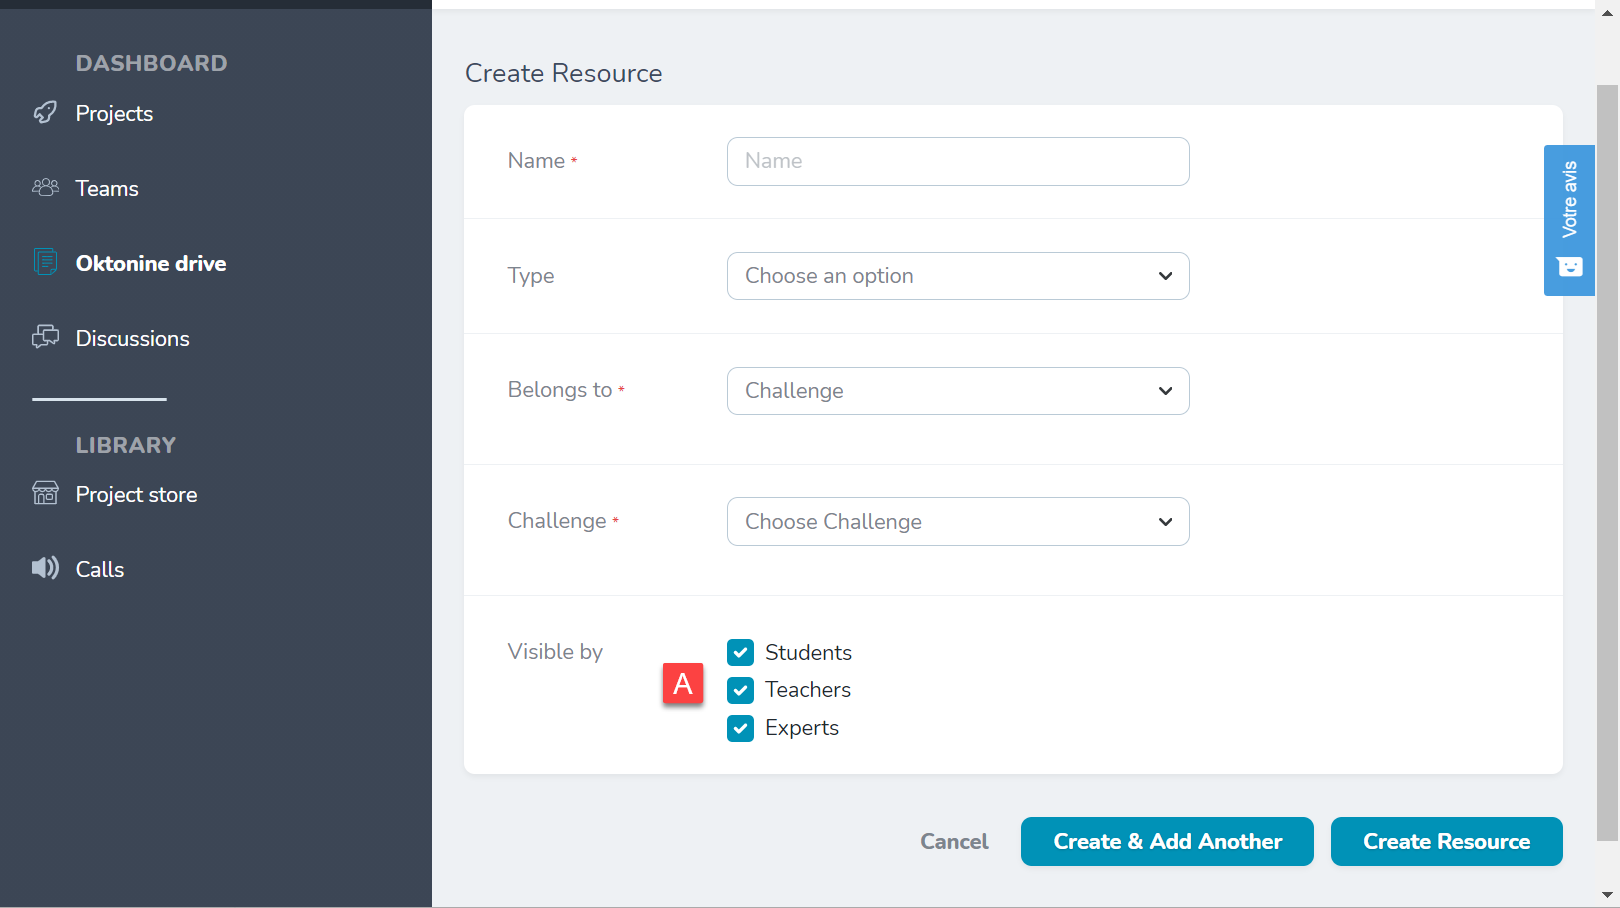 DASHBOARD
Projects
Teams
Oktonine drive
Discussions
LIBRARY
Project store
Calls
Create Resource
Name *
Name
Type
Choose an option
Belongs to *
Challenge
Challenge *
Choose Challenge
Visible by
A
Students
Teachers
Experts
Cancel
Create & Add Another
Create Resource
Votre avis